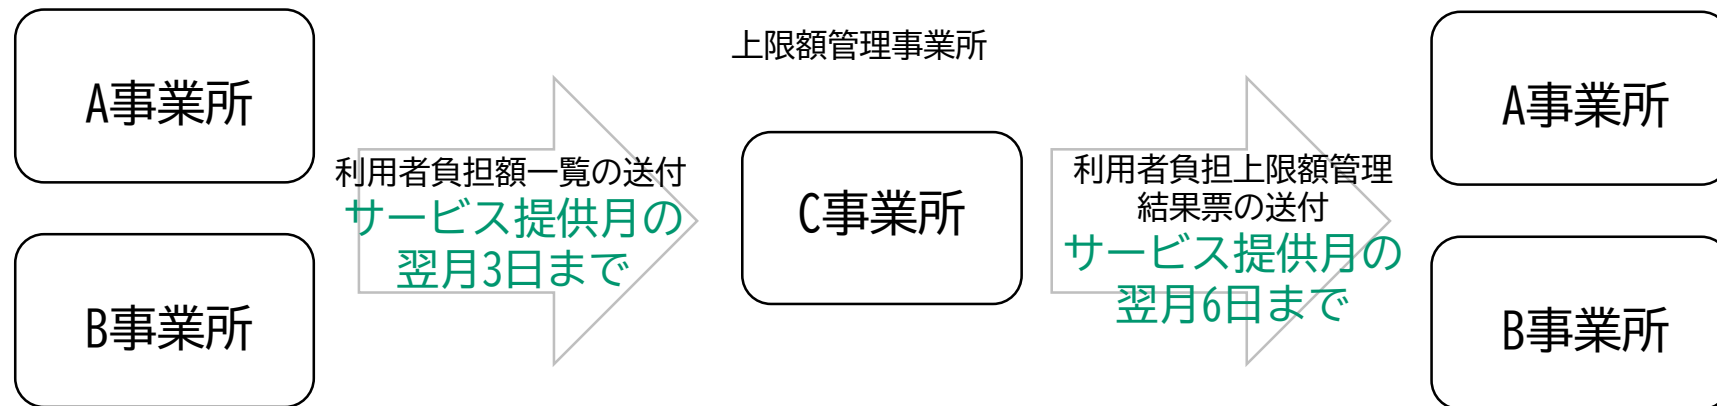 A事業所
B事業所
利用者負担額一覧の送付
サービス提供月の
翌月3日まで
上限額管理事業所
C事業所
利用者負担上限額管理
結果票の送付
サービス提供月の
翌月6日まで
A事業所
B事業所